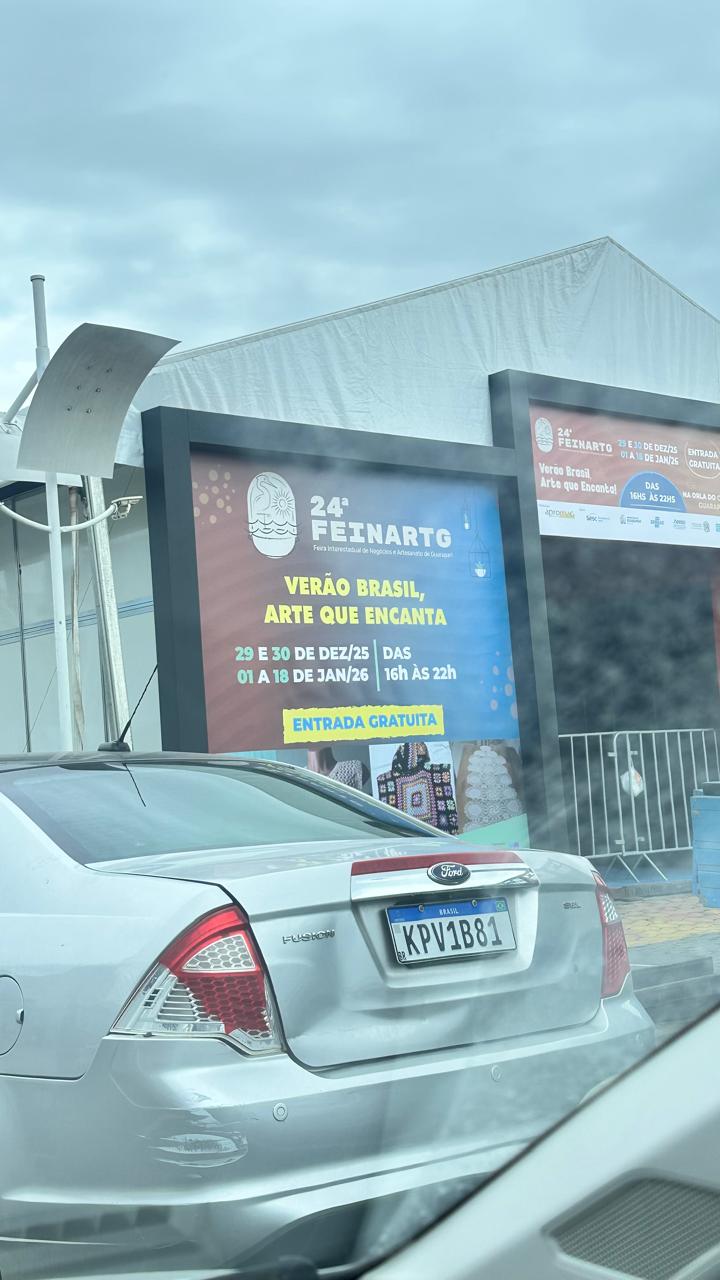 24ª
FEINARTG
Feira Interestadual de Negócios e Artesanato de Guarapari
VERÃO BRASIL,
ARTE QUE ENCANTA
29 E 30 DE DEZ/25
01 A 18 DE JAN/26
DAS
16h ÀS 22h
ENTRADA GRATUITA
24ª
FEINARTG
29 E 30 DE DEZ/25
01 A 18 DE JAN/26
ENTRADA
GRATUITA
Verão Brasil,
Arte que Encanta!
DAS
16HS ÀS 22HS
NA ORLA DO
apromag
Sesc
SEBRAE
Ford
FUSION
SEL
BRASIL
KPV1B81